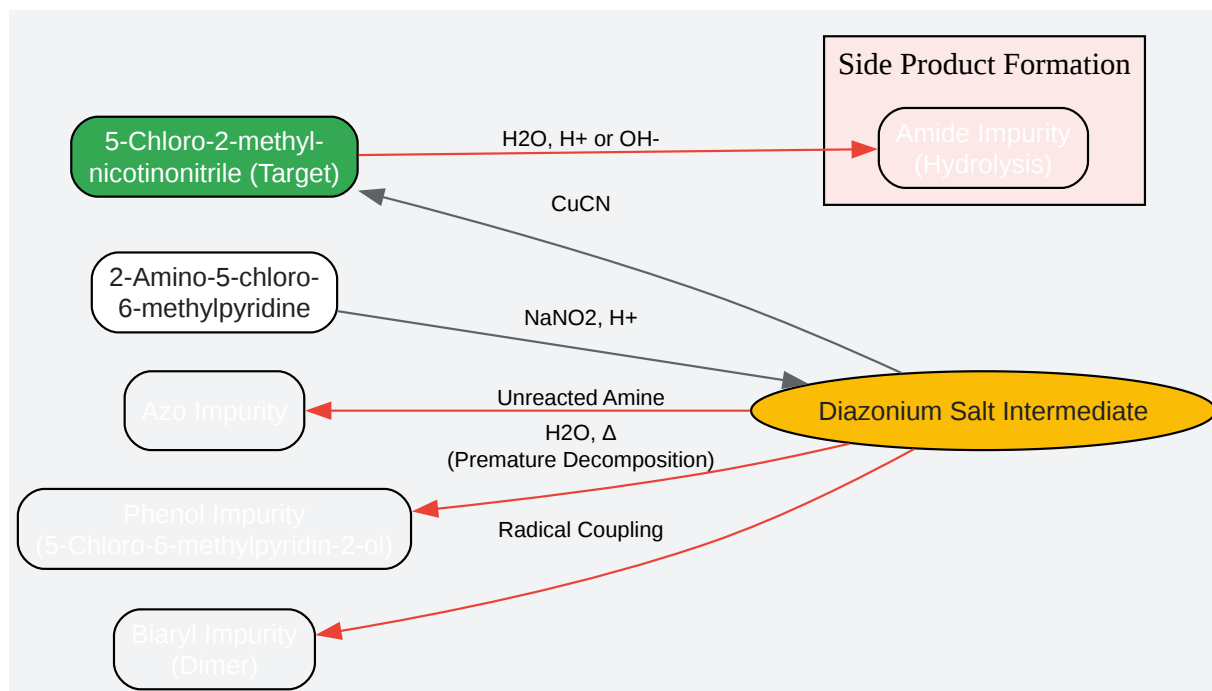 Side Product Formation
5-Chloro-2-methyl-
nicotinonitrile (Target)
H2O, H+ or OH-
Amide Impurity
(Hydrolysis)
CuCN
2-Amino-5-chloro-
6-methylpyridine
NaNO2, H+
Azo Impurity
Unreacted Amine
Diazonium Salt Intermediate
H2O, Δ
(Premature Decomposition)
Phenol Impurity
(5-Chloro-6-methylpyridin-2-ol)
Radical Coupling
Biaryl Impurity
(Dimer)